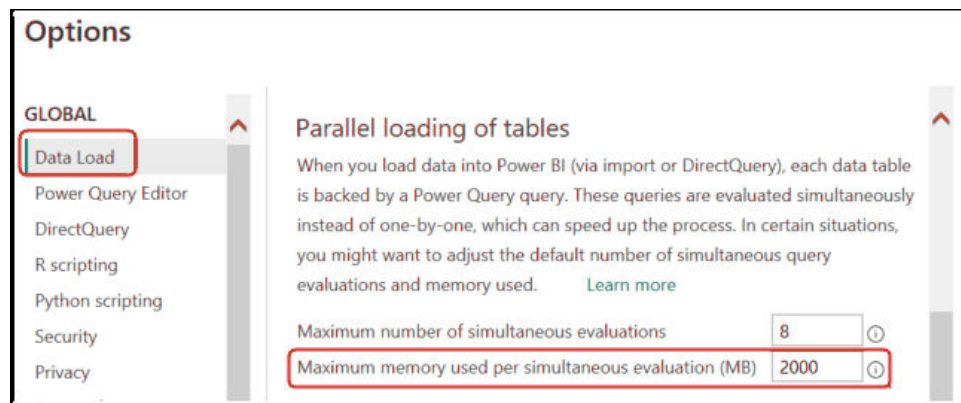 Options
GLOBAL
Data Load
Power Query Editor
DirectQuery
R scripting
Python scripting
Security
Privacy
Parallel loading of tables
When you load data into Power BI (via import or DirectQuery), each data table
is backed by a Power Query query. These queries are evaluated simultaneously
instead of one-by-one, which can speed up the process. In certain situations,
you might want to adjust the default number of simultaneous query
evaluations and memory used. Learn more
Maximum number of simultaneous evaluations 8
Maximum memory used per simultaneous evaluation (MB) 2000